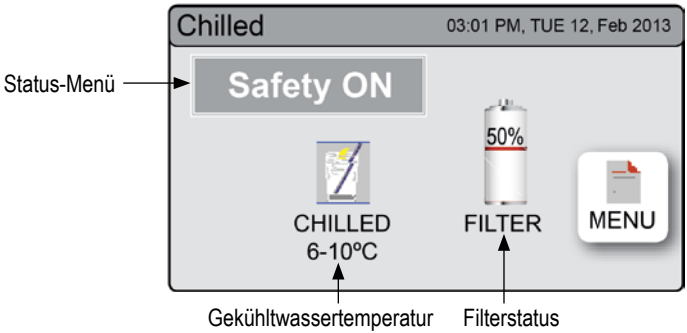 Chilled 03:01 PM, TUE 12, Feb 2013
Status-Menü
Safety ON
50%
CHILLED
6-10ºC
FILTER
MENU
Gekühltwassertemperatur Filterstatus